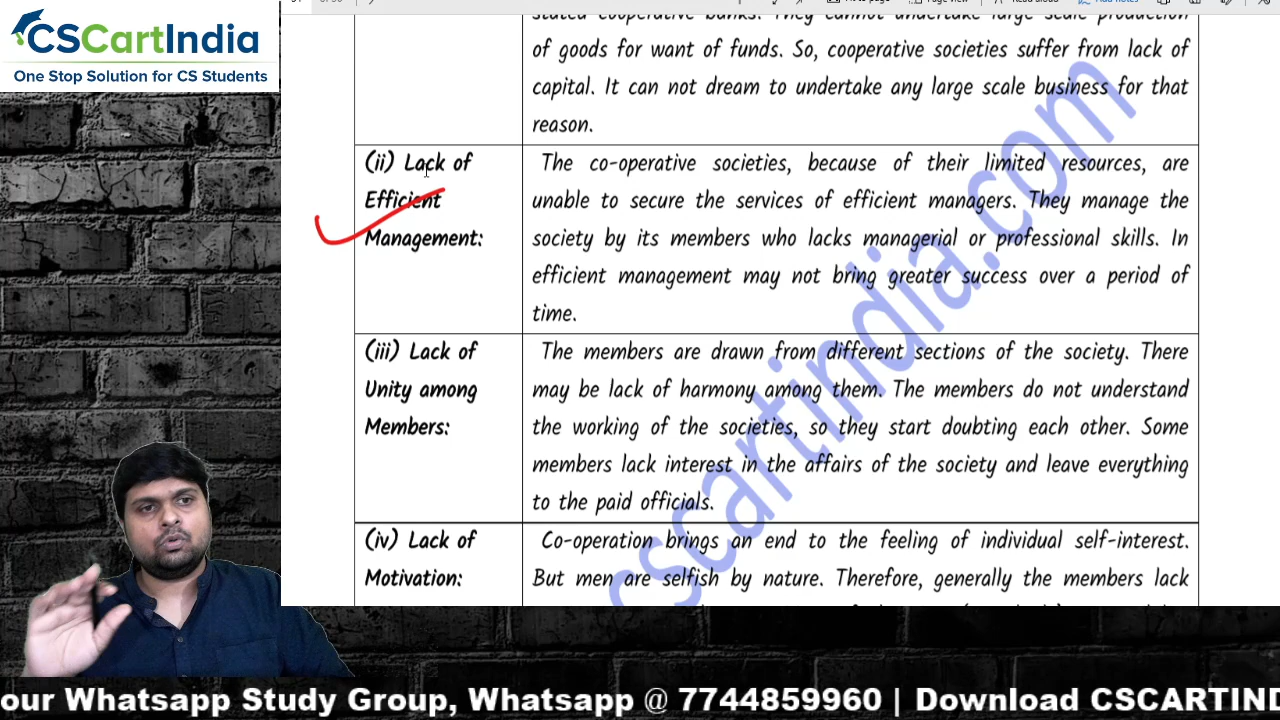 CSCartIndia
One Stop Solution for CS Students
stated cooperative banks. They cannot undertake large scale production
of goods for want of funds. So, cooperative societies suffer from lack of
capital. It can not dream to undertake any large scale business for that
reason.
(ii) Lack of
Efficient
Management:
The co-operative societies, because of their limited resources, are
unable to secure the services of efficient managers. They manage the
society by its members who lacks managerial or professional skills. In
efficient management may not bring greater success over a period of
time.
(iii) Lack of
Unity among
Members:
The members are drawn from different sections of the society. There
may be lack of harmony among them. The members do not understand
the working of the societies, so they start doubting each other. Some
members lack interest in the affairs of the society and leave everything
to the paid officials.
(iv) Lack of
Motivation:
Co-operation brings an end to the feeling of individual self-interest.
But men are selfish by nature. Therefore, generally the members lack
cscartindia.com
our Whatsapp Study Group, Whatsapp @ 7744859960 | Download CSCARTIND